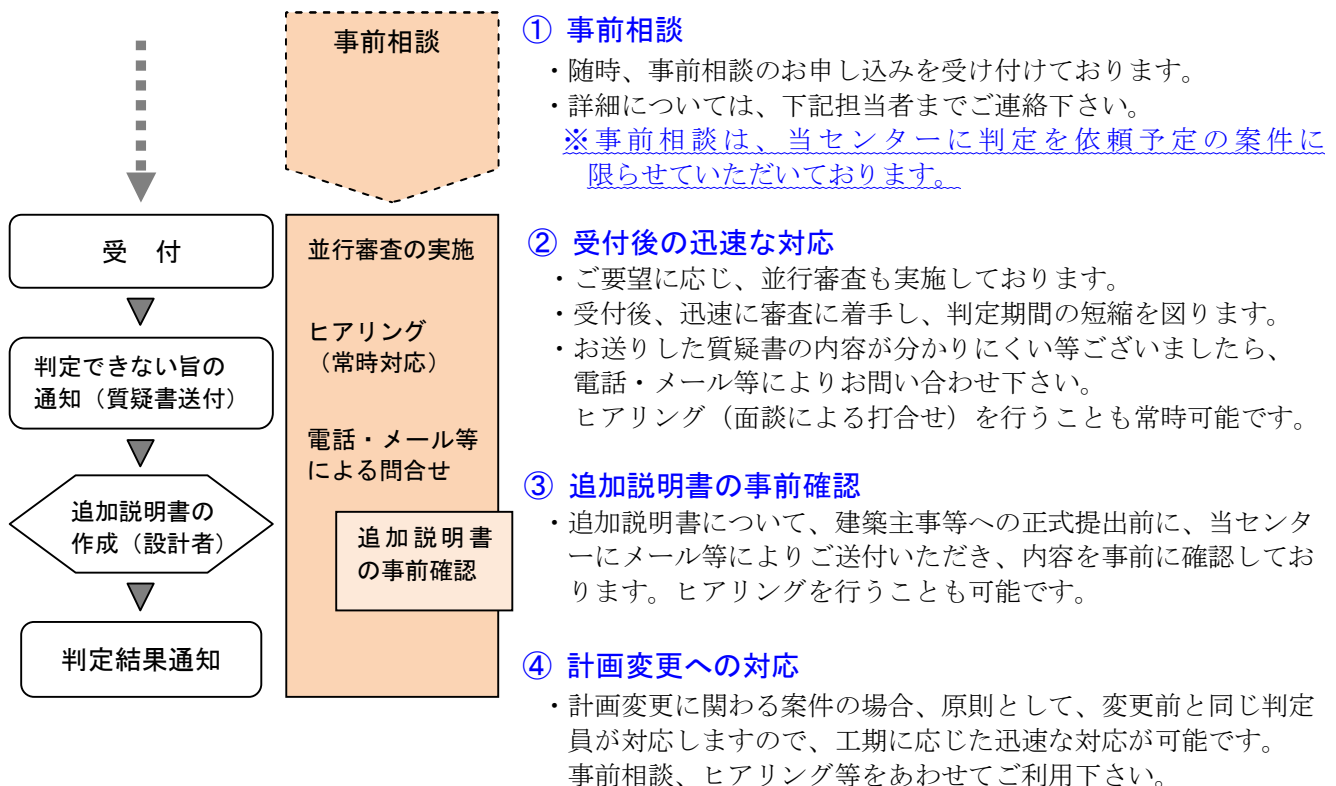 事前相談
受　付
判定できない旨の
通知（質疑書送付）
追加説明書の
作成（設計者）
判定結果通知
並行審査の実施
ヒアリング
（常時対応）
電話・メール等
による問合せ
追加説明書
の事前確認
① 事前相談
・随時、事前相談のお申し込みを受け付けております。
・詳細については、下記担当者までご連絡下さい。
※事前相談は、当センターに判定を依頼予定の案件に
限らせていただいております。
② 受付後の迅速な対応
・ご要望に応じ、並行審査も実施しております。
・受付後、迅速に審査に着手し、判定期間の短縮を図ります。
・お送りした質疑書の内容が分かりにくい等ございましたら、
電話・メール等によりお問い合わせ下さい。
ヒアリング（面談による打合せ）を行うことも常時可能です。
③ 追加説明書の事前確認
・追加説明書について、建築主事等への正式提出前に、当センタ
ーにメール等によりご送付いただき、内容を事前に確認してお
ります。ヒアリングを行うことも可能です。
④ 計画変更への対応
・計画変更に関わる案件の場合、原則として、変更前と同じ判定
員が対応しますので、工期に応じた迅速な対応が可能です。
事前相談、ヒアリング等をあわせてご利用下さい。